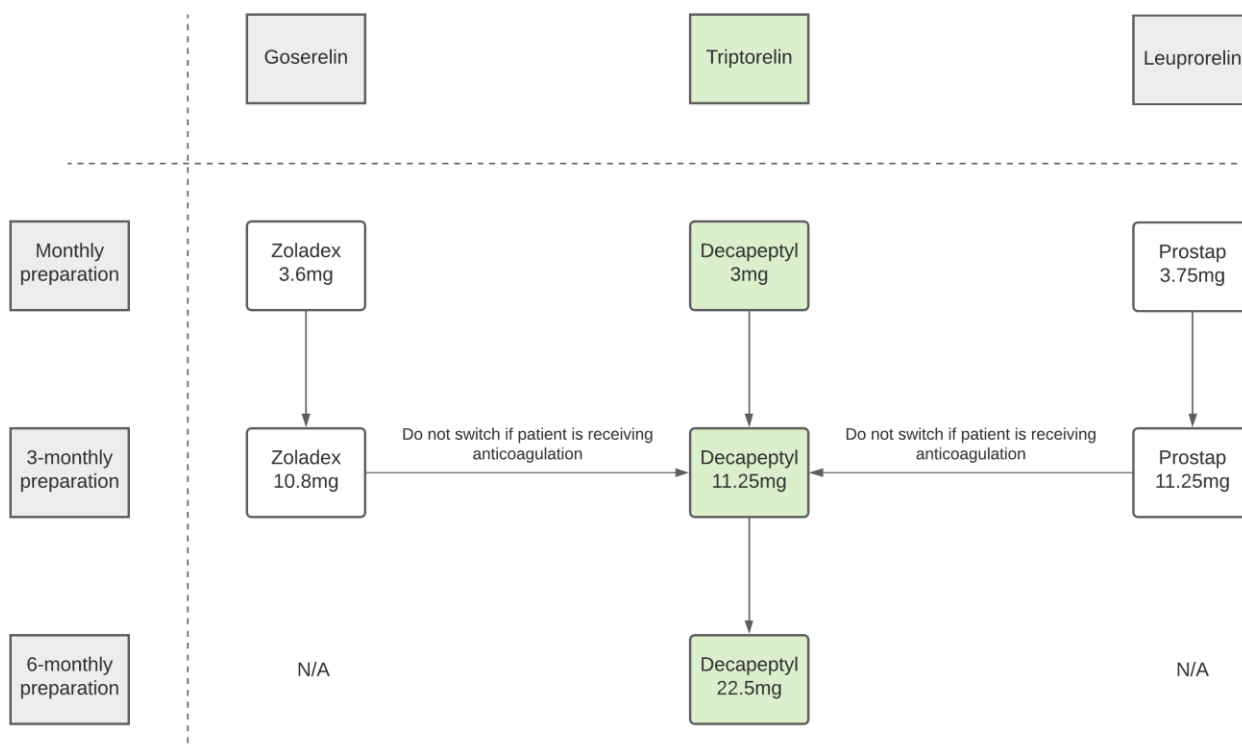 Goserelin
Triptorelin
Leuprorelin
Monthly
preparation
Zoladex
3.6mg
Decapeptyl
3mg
Prostap
3.75mg
3-monthly
preparation
Zoladex
10.8mg
Do not switch if patient is receiving
anticoagulation
Decapeptyl
11.25mg
Do not switch if patient is receiving
anticoagulation
Prostap
11.25mg
6-monthly
preparation
N/A
Decapeptyl
22.5mg
N/A